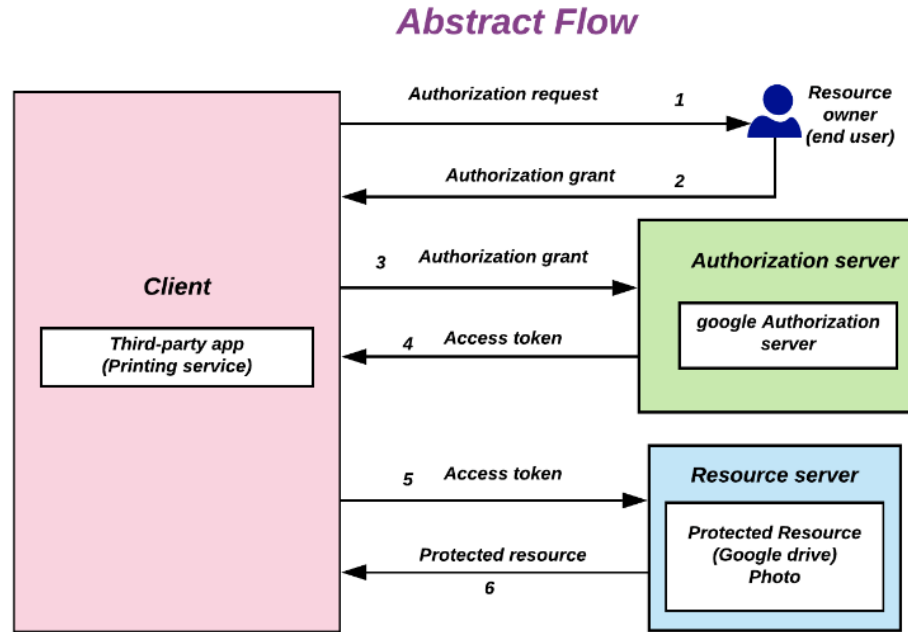 Abstract Flow
Authorization request
1
Resource
owner
(end user)
Authorization grant
2
3
Authorization grant
Authorization server
Client
google Authorization
server
Third-party app
(Printing service)
4
Access token
5
Access token
Resource server
Protected Resource
(Google drive)
Photo
Protected resource
6